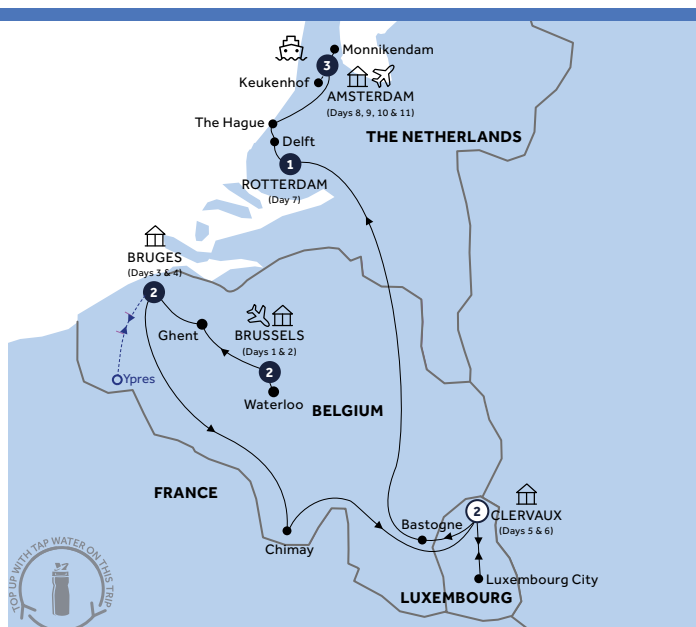 Monnikendam
3
Keukenhof
AMSTERDAM
(Days 8, 9, 10 & 11)
The Hague
THE NETHERLANDS
Delft
1
ROTTERDAM
(Day 7)
BRUGES
(Days 3 & 4)
2
Ghent
BRUSSELS
(Days 1 & 2)
2
Ypres
Waterloo
BELGIUM
FRANCE
2
CLERVAUX
(Days 5 & 6)
Bastogne
Chimay
Luxembourg City
LUXEMBOURG
TOP UP WITH TAP WATER ON THIS TRIP